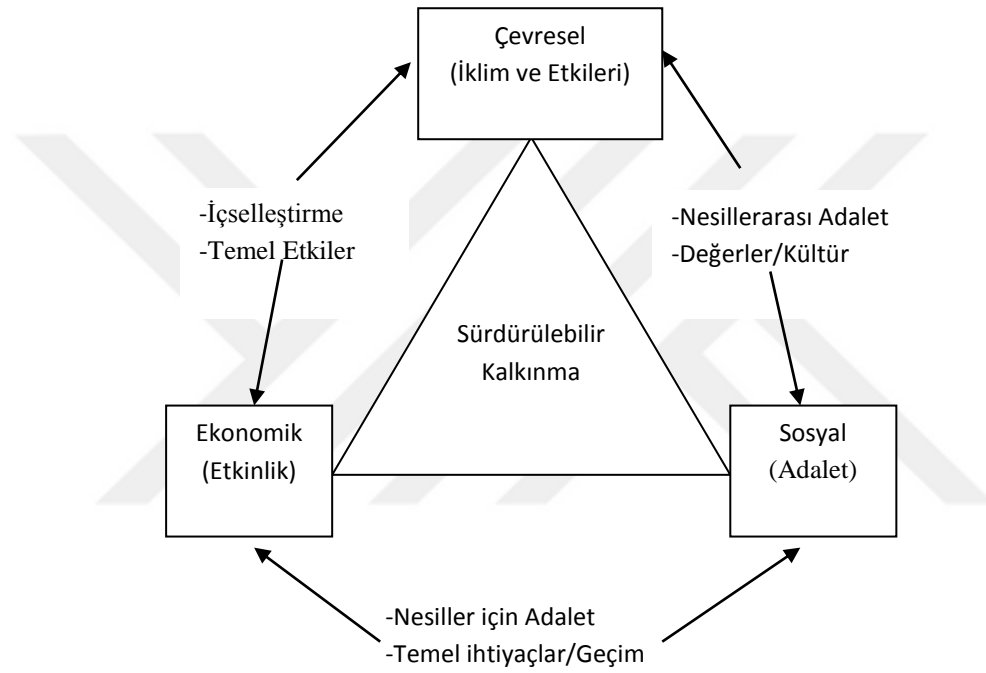 Çevresel
(İklim ve Etkileri)
-İçselleştirme
-Temel Etkiler
-Nesillerarası Adalet
-Değerler/Kültür
Sürdürülebilir
Kalkınma
Ekonomik
(Etkinlik)
Sosyal
(Adalet)
-Nesiller için Adalet
-Temel ihtiyaçlar/Geçim